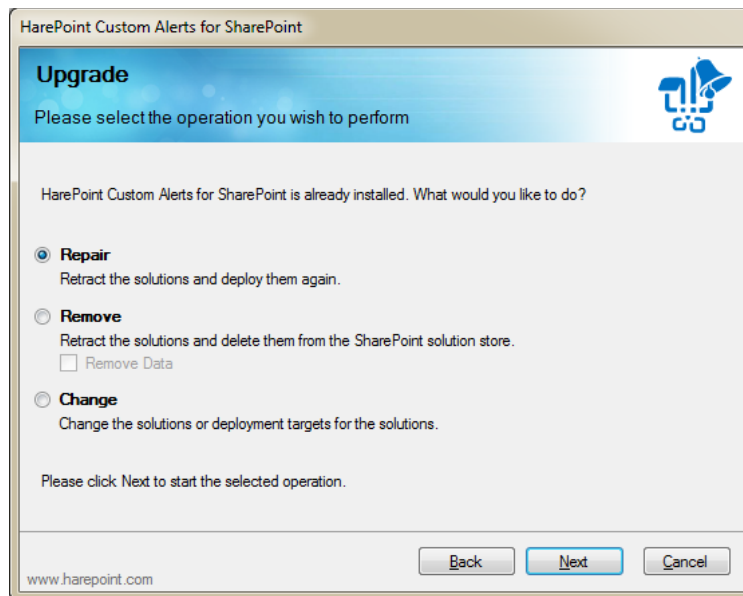 HarePoint Custom Alerts for SharePoint
Upgrade
Please select the operation you wish to perform
HarePoint Custom Alerts for SharePoint is already installed. What would you like to do?
Repair
Retract the solutions and deploy them again.
Remove
Retract the solutions and delete them from the SharePoint solution store.
Remove Data
Change
Change the solutions or deployment targets for the solutions.
Please click Next to start the selected operation.
Back Next Cancel
www.harepoint.com